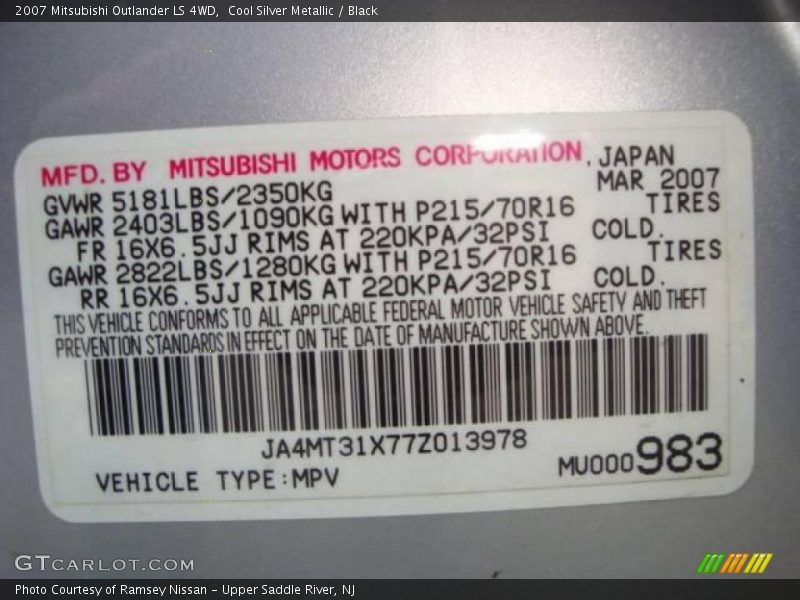 2007 Mitsubishi Outlander LS 4WD,  Cool Silver Metallic / Black
MFD. BY MITSUBISHI MOTORS CORPORATION, JAPAN
GVWR 5181LBS/2350KG MAR 2007
GAWR 2403LBS/1090KG WITH P215/70R16 TIRES
FR 16X6.5JJ RIMS AT 220KPA/32PSI COLD.
GAWR 2822LBS/1280KG WITH P215/70R16 TIRES
RR 16X6.5JJ RIMS AT 220KPA/32PSI COLD.
THIS VEHICLE CONFORMS TO ALL APPLICABLE FEDERAL MOTOR VEHICLE SAFETY AND THEFT
PREVENTION STANDARDS IN EFFECT ON THE DATE OF MANUFACTURE SHOWN ABOVE.
JA4MT31X77Z013978
VEHICLE TYPE:MPV MU000983
GTCARLOT.COM
Photo Courtesy of Ramsey Nissan - Upper Saddle River, NJ